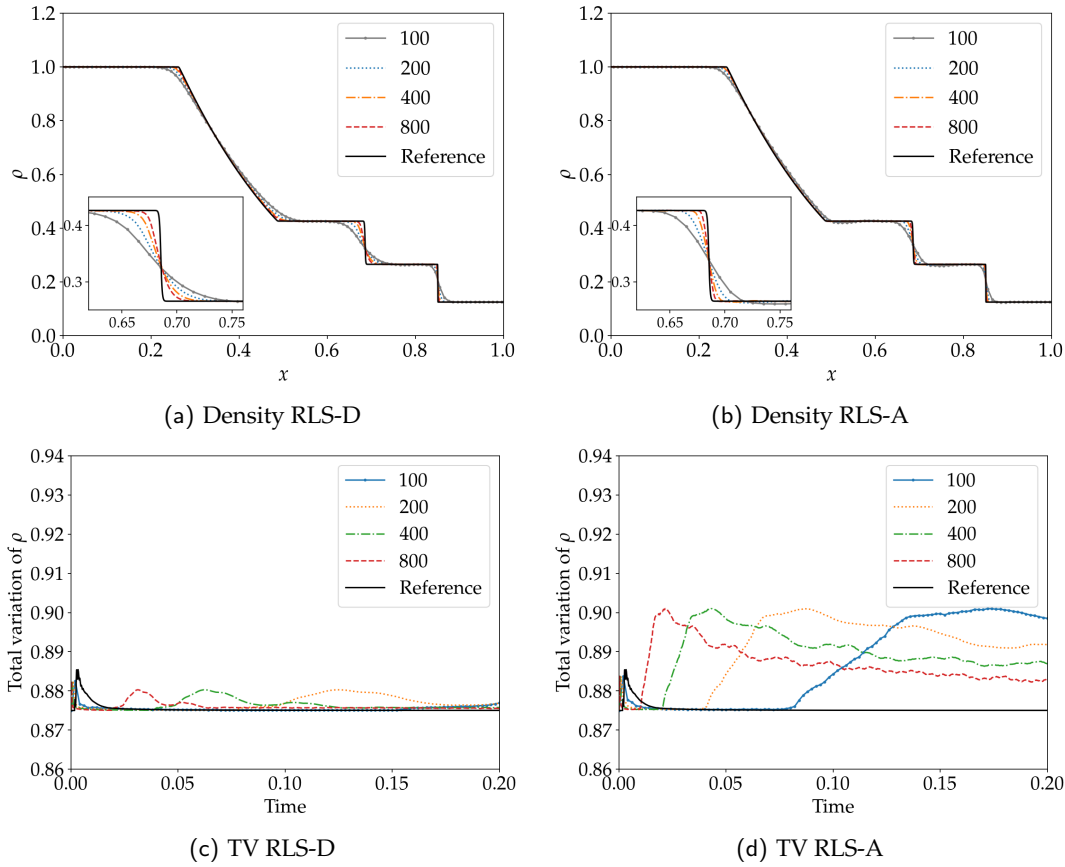 1.2
1.0
0.8
0.6
0.4
0.2
0.0
ρ
100
200
400
800
Reference
0.4
0.3
0.65 0.70 0.75
0.0 0.2 0.4 0.6 0.8 1.0
x
(a) Density RLS-D
1.2
1.0
0.8
0.6
0.4
0.2
0.0
ρ
100
200
400
800
Reference
0.4
0.3
0.65 0.70 0.75
0.0 0.2 0.4 0.6 0.8 1.0
x
(b) Density RLS-A
0.94
0.93
0.92
0.91
0.90
0.89
0.88
0.87
0.86
Total variation of ρ
100
200
400
800
Reference
0.00 0.05 0.10 0.15 0.20
Time
(c) TV RLS-D
0.94
0.93
0.92
0.91
0.90
0.89
0.88
0.87
0.86
Total variation of ρ
100
200
400
800
Reference
0.00 0.05 0.10 0.15 0.20
Time
(d) TV RLS-A